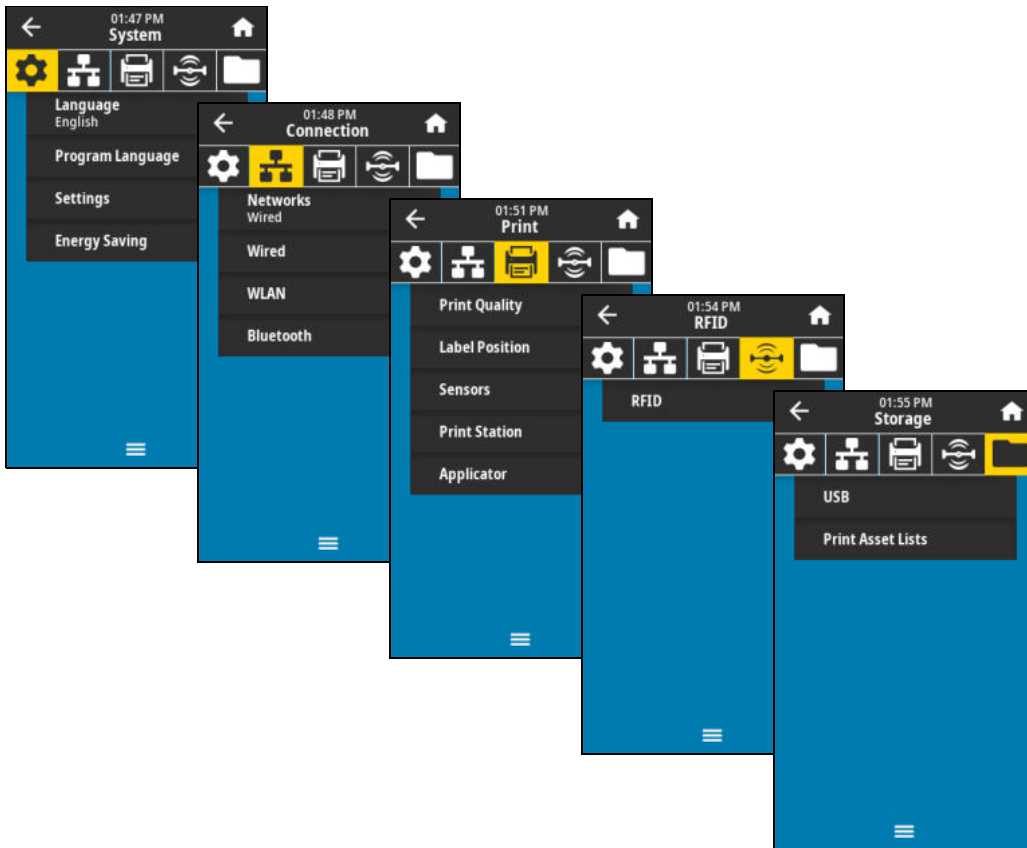 01:47 PM
System
Language
English
Program Language
Settings
Energy Saving
01:48 PM
Connection
Networks
Wired
Wired
WLAN
Bluetooth
01:51 PM
Print
Print Quality
Label Position
Sensors
Print Station
Applicator
01:54 PM
RFID
RFID
01:55 PM
Storage
USB
Print Asset Lists